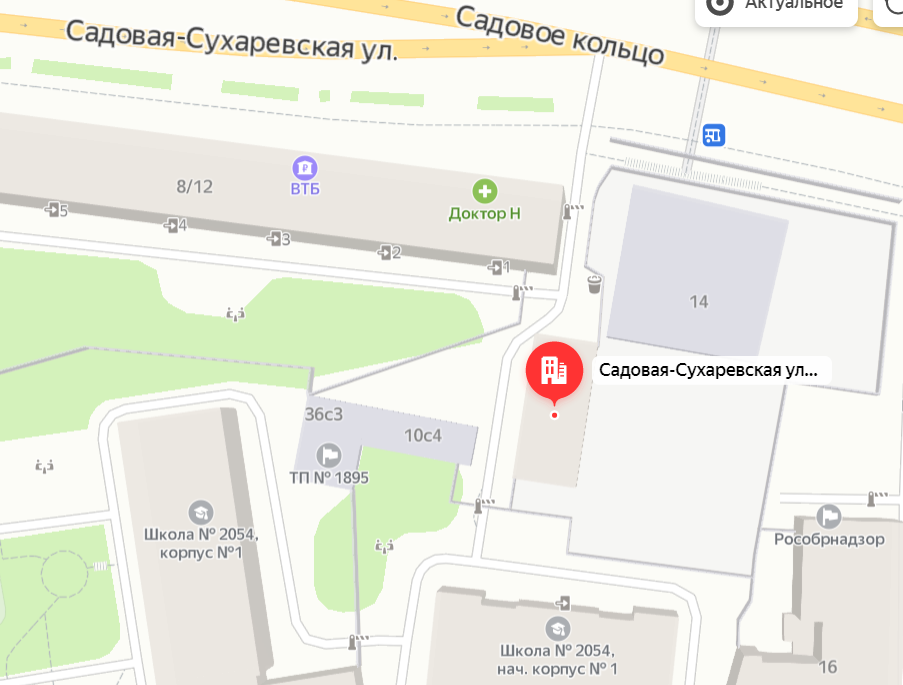 Актуальное
Садовое кольцо
Садовая-Сухаревская ул.
8/12
ВТБ
Доктор Н
5
4
3
2
1
14
Садовая-Сухаревская ул...
36с3
10с4
ТП № 1895
Школа № 2054,
корпус №1
Рособрнадзор
Школа № 2054,
нач. корпус № 1
16